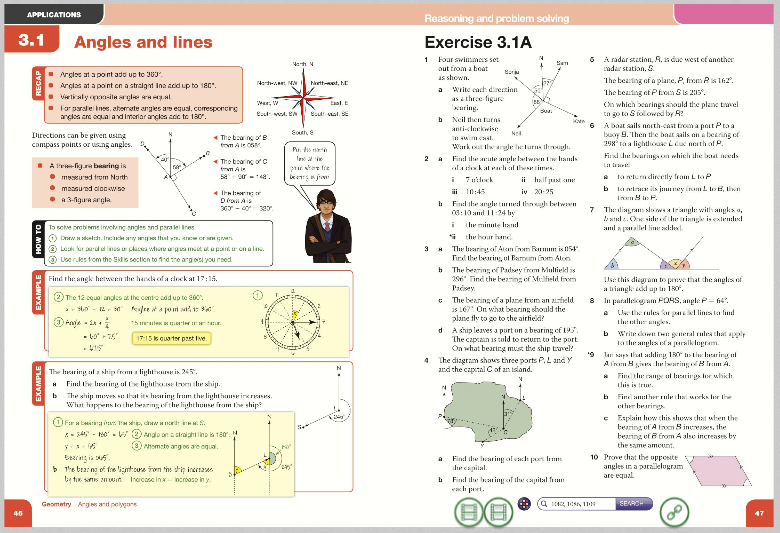 APPLICATIONS
3.1
Angles and lines
RECAP
Angles at a point add up to 360°.
Angles at a point on a straight line add up to 180°.
Vertically opposite angles are equal.
For parallel lines, alternate angles are equal, corresponding
angles are equal and interior angles add to 180°.
North, N
North-west, NW
North-east, NE
West, W
East, E
South-west, SW
South-east, SE
South, S
Directions can be given using
compass points or using angles.
A three-figure bearing is
measured from North
measured clockwise
a 3-figure angle.
N
D
B
40°
58°
A
C
The bearing of B
from A is 058°.
The bearing of C
from A is
58° + 90° = 148°.
The bearing of
D from A is
360° − 40° = 320°.
Put the north
line at the
point where the
bearing is from
HOW TO
To solve problems involving angles and parallel lines
1 Draw a sketch. Include any angles that you know or are given.
2 Look for parallel lines or places where angles meet at a point or on a line.
3 Use rules from the Skills section to find the angle(s) you need.
EXAMPLE
Find the angle between the hands of a clock at 17:15.
2 The 12 equal angles at the centre add up to 360°.
x = 360° ÷ 12 = 30° Angles at a point add to 360°.
3 Angle = 2x + x/4
15 minutes is quarter of an hour.
= 60° + 7.5°
= 67.5°
17:15 is quarter past five.
1
EXAMPLE
The bearing of a ship from a lighthouse is 245°.
a Find the bearing of the lighthouse from the ship.
b The ship moves so that its bearing from the lighthouse increases.
What happens to the bearing of the lighthouse from the ship?
N
L
245°
S
1 For a bearing from the ship, draw a north line at S.
x = 245° − 180° = 65° 2 Angle on a straight line is 180°.
y = x = 65° 3 Alternate angles are equal.
Bearing is 065°.
b The bearing of the lighthouse from the ship increases
by the same amount. Increase in x = increase in y.
46
Geometry Angles and polygons
Reasoning and problem solving
Exercise 3.1A
1 Four swimmers set
out from a boat
as shown.
a Write each direction
as a three-figure
bearing.
b Neil then turns
anti-clockwise
to swim east.
Work out the angle he turns through.
N
Sam
Sonja
Boat
Kate
Neil
2 a Find the acute angle between the hands
of a clock at each of these times.
i 7 o'clock ii half past one
iii 10:45 iv 20:25
b Find the angle turned through between
03:10 and 11:24 by
i the minute hand
*ii the hour hand.
3 a The bearing of Aton from Barnum is 054°.
Find the bearing of Barnum from Aton.
b The bearing of Padsey from Mulfield is
296°. Find the bearing of Mulfield from
Padsey.
c The bearing of a plane from an airfield
is 167°. On what bearing should the
plane fly to go to the airfield?
d A ship leaves a port on a bearing of 195°.
The captain is told to return to the port.
On what bearing must the ship travel?
4 The diagram shows three ports P, L and Y
and the capital C of an island.
N
N
P
L
C
Y
a Find the bearing of each port from
the capital.
b Find the bearing of the capital from
each port.
5 A radar station, R, is due west of another
radar station, S.
The bearing of a plane, P, from R is 162°.
The bearing of P from S is 205°.
On which bearings should the plane travel
to go to S followed by R?
6 A boat sails north-east from a port P to a
buoy B. Then the boat sails on a bearing of
298° to a lighthouse L due north of P.
Find the bearings on which the boat needs
to travel
a to return directly from L to P
b to retrace its journey from L to B, then
from B to P.
7 The diagram shows a triangle with angles a,
b and c. One side of the triangle is extended
and a parallel line added.
a
b
c
x
y
Use this diagram to prove that the angles of
a triangle add up to 180°.
8 In parallelogram PQRS, angle P = 64°.
a Use the rules for parallel lines to find
the other angles.
b Write down two general rules that apply
to the angles of a parallelogram.
*9 Jan says that adding 180° to the bearing of
A from B gives the bearing of B from A.
a Find the range of bearings for which
this is true.
b Find another rule that works for the
other bearings.
c Explain how this shows that when the
bearing of A from B increases, the
bearing of B from A also increases by
the same amount.
10 Prove that the opposite
angles in a parallelogram
are equal.
1082, 1086, 1109
SEARCH
47